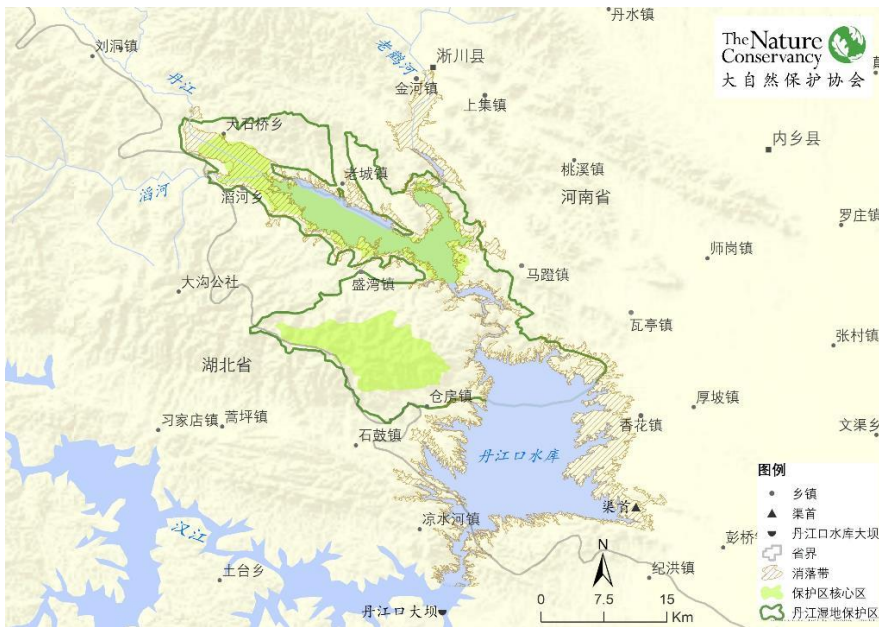 丹水镇
刘洞镇
淅川县
老鹳河
金河镇
上集镇
丹江
The Nature
Conservancy
大自然保护协会
内乡县
大石桥乡
桃溪镇
河南省
老城镇
滔河
滔河乡
罗庄镇
师岗镇
马蹬镇
大沟公社
盛湾镇
瓦亭镇
张村镇
湖北省
仓房镇
厚坡镇
习家店镇
蒿坪镇
香花镇
文渠乡
石鼓镇
丹江口水库
渠首
凉水河镇
汉江
彭桥
土台乡
纪洪镇
丹江口大坝
N
0 7.5 15
Km
图例
乡镇
渠首
丹江口水库大坝
省界
消落带
保护区核心区
丹江湿地保护区